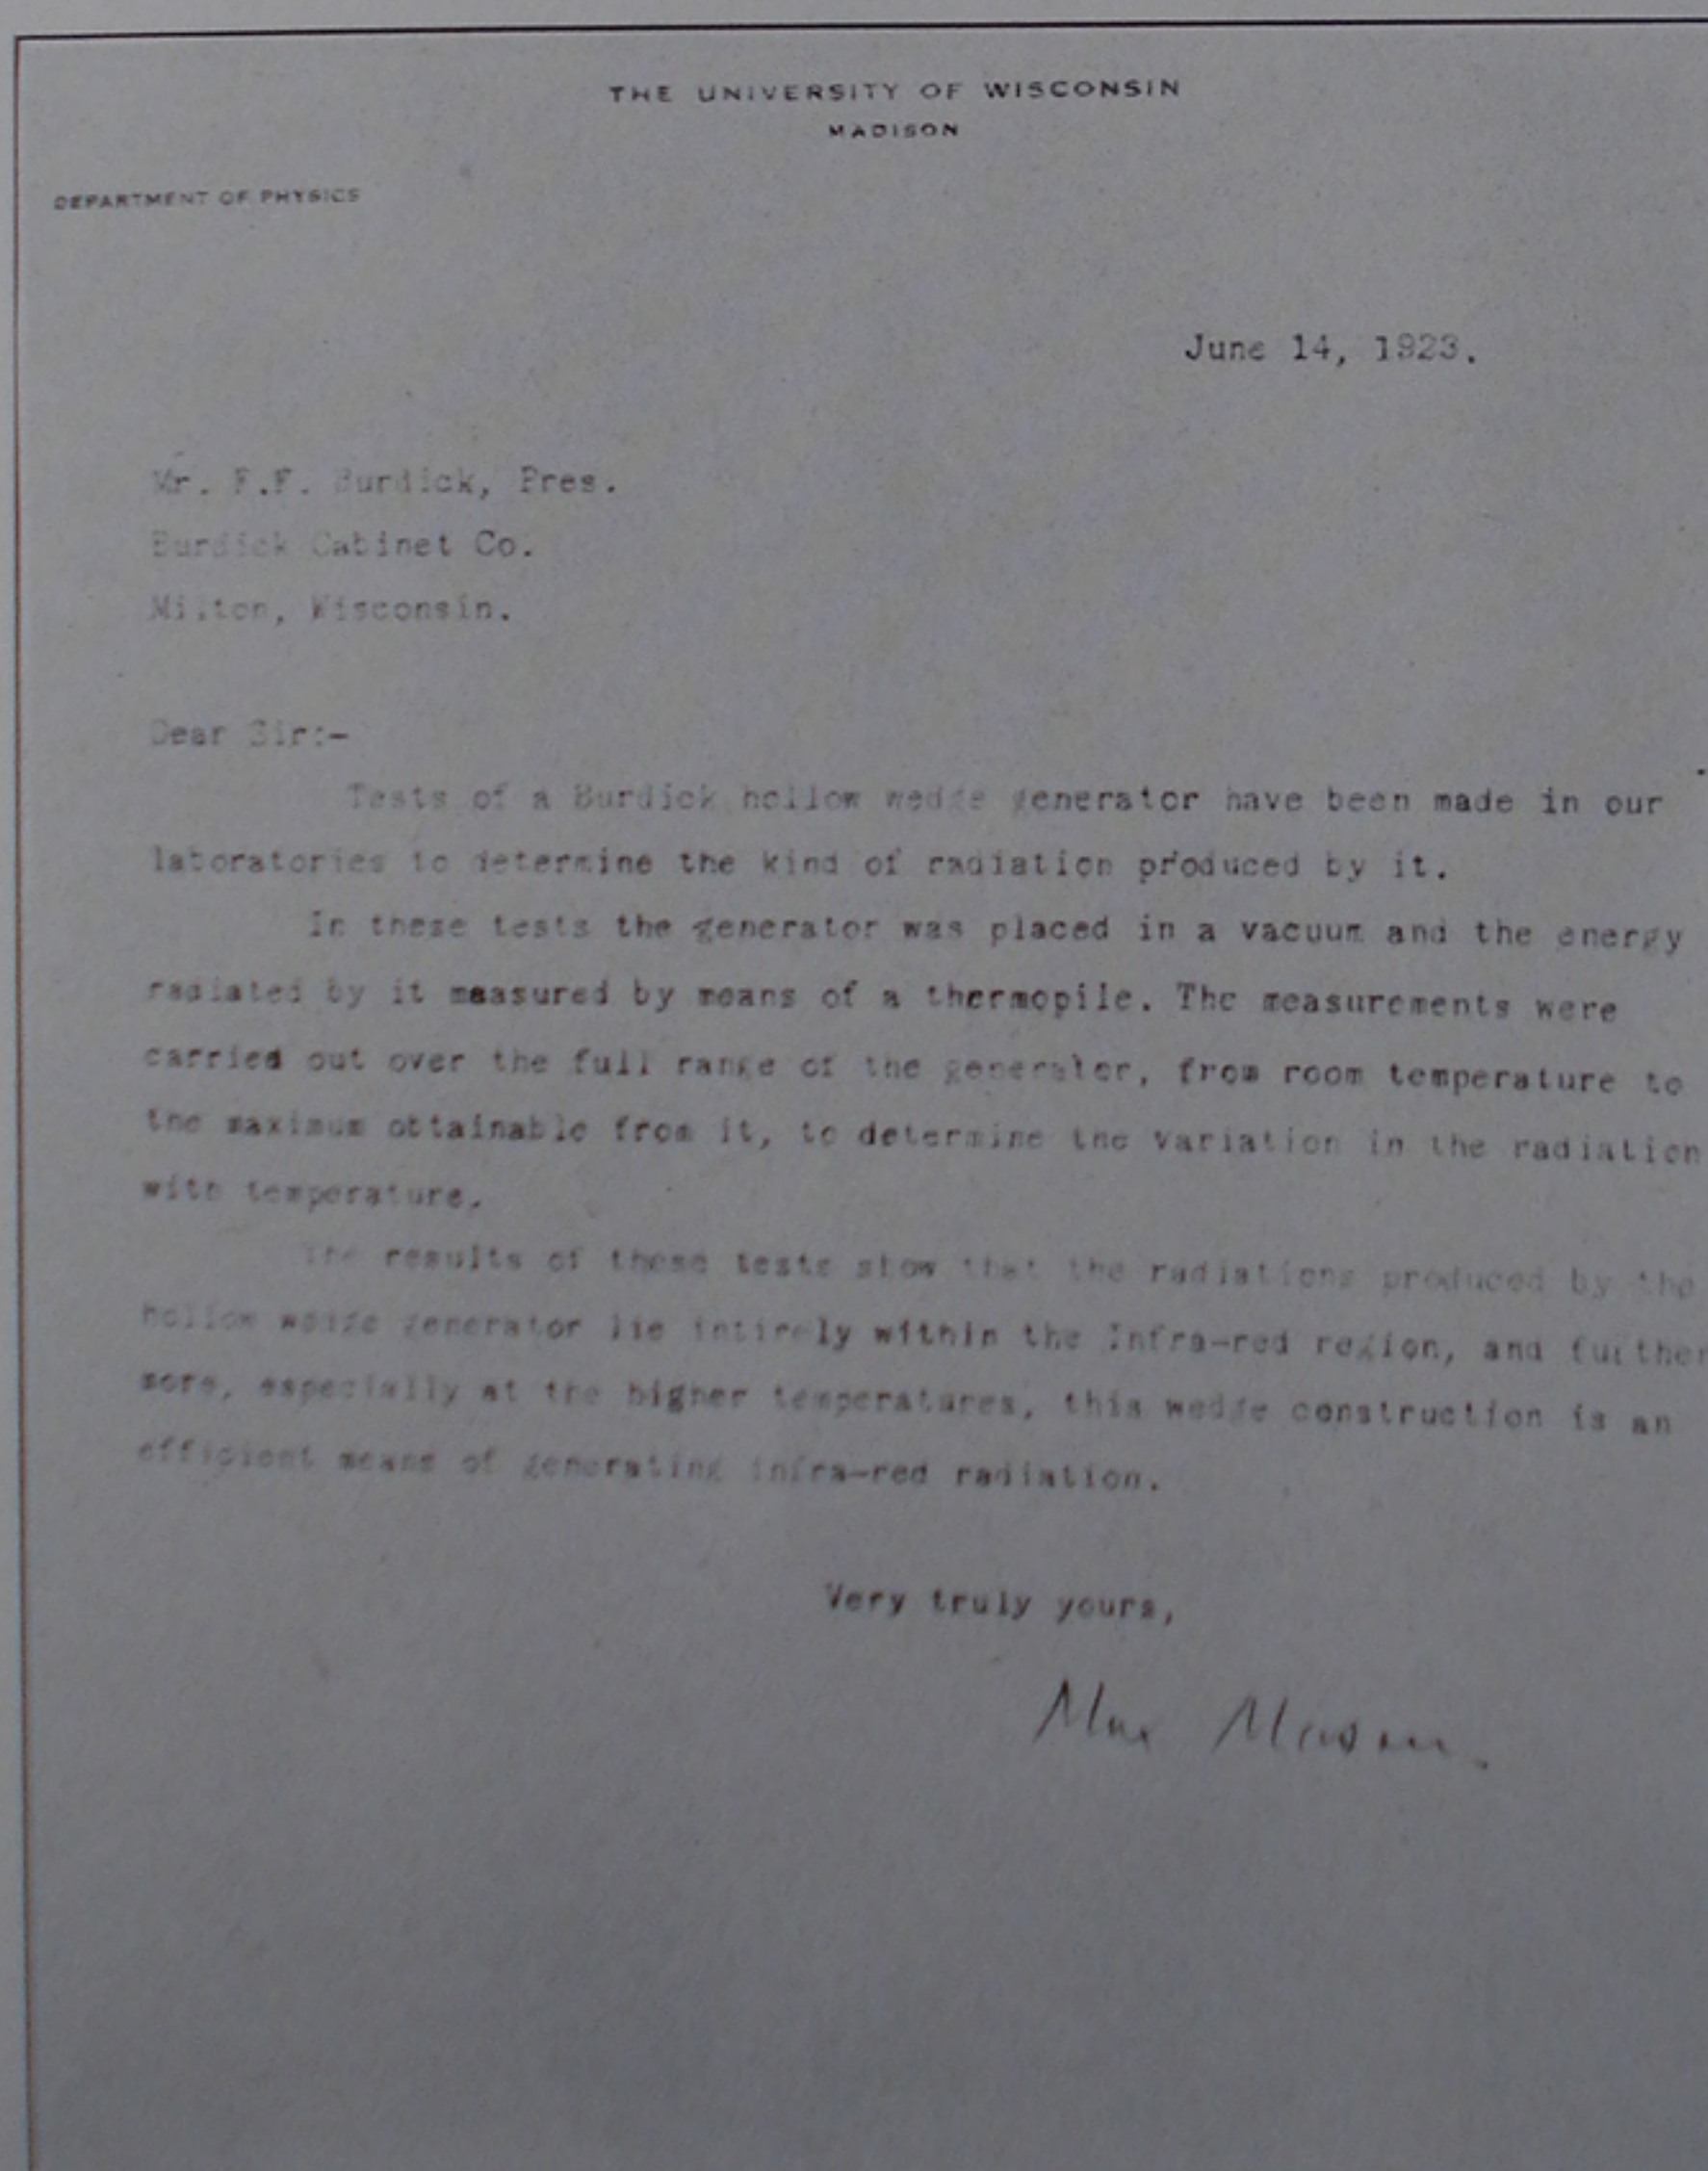 THE UNIVERSITY OF WISCONSIN
MADISON
DEPARTMENT OF PHYSICS
June 14, 1923.
Mr. F.F. Burdick, Pres.
Burdick Cabinet Co.
Milton, Wisconsin.
Dear Sir:-
Tests of a Burdick hollow wedge generator have been made in our
laboratories to determine the kind of radiation produced by it.
In these tests the generator was placed in a vacuum and the energy
radiated by it measured by means of a thermopile. The measurements were
carried out over the full range of the generater, from room temperature to
the maximum obtainable from it, to determine the variation in the radiation
with temperature.
The results of these tests show that the radiations produced by the
hollow wedge generator lie intirely within the Infra-red region, and further
more, especially at the higher temperatures, this wedge construction is an
efficient means of generating infra-red radiation.
Very truly yours,
Max Mason.